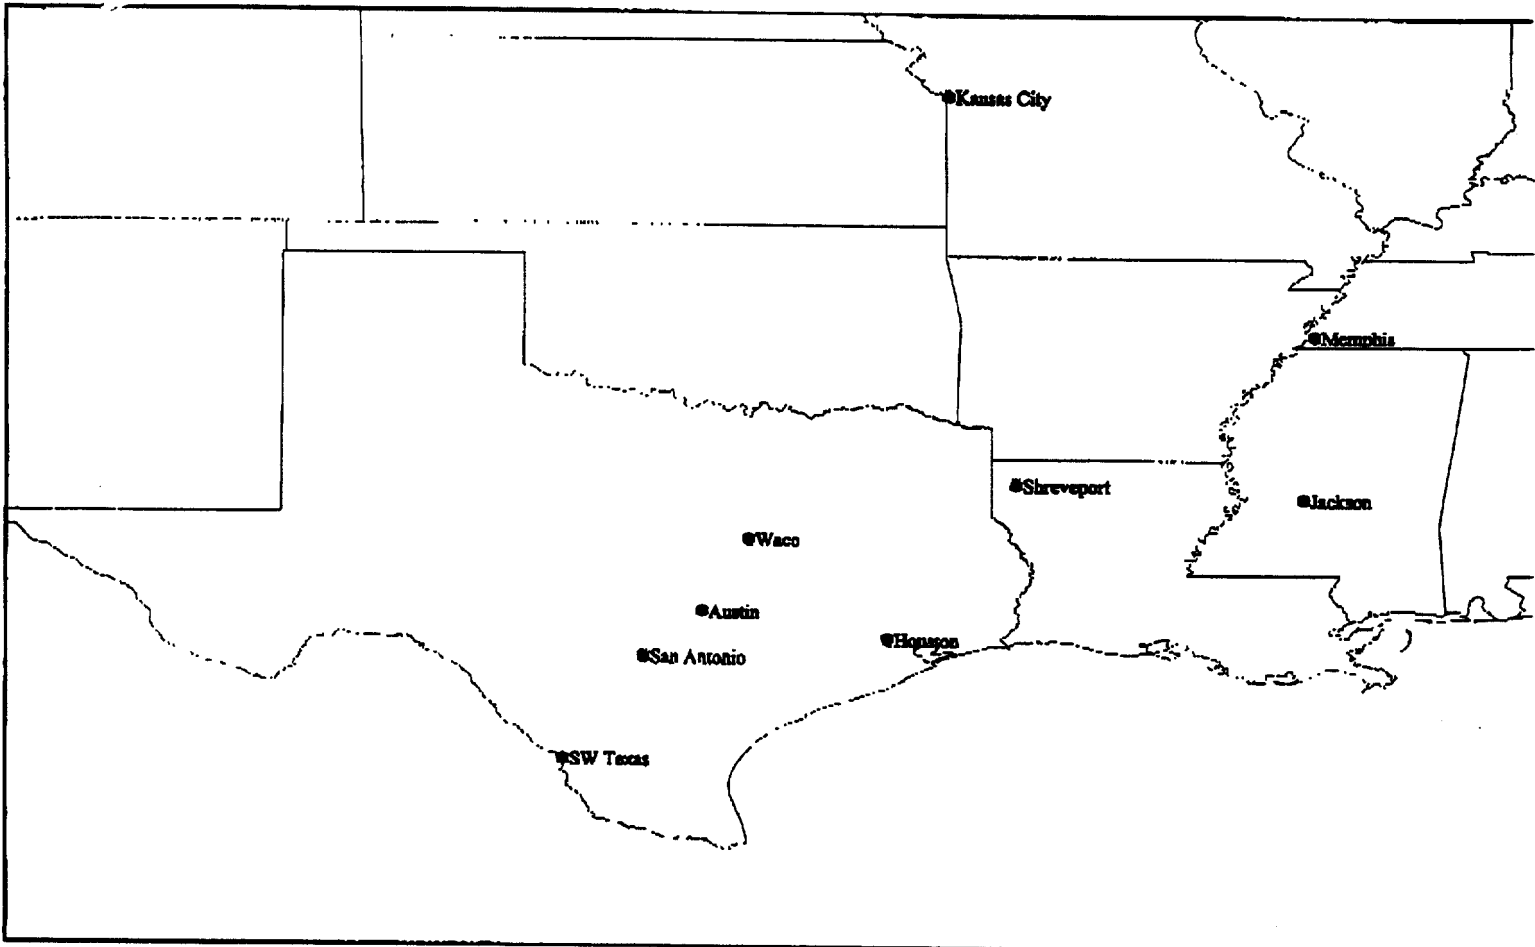 Kansas City
Memphis
Shreveport
Jackson
Waco
Austin
Houston
San Antonio
SW Texas